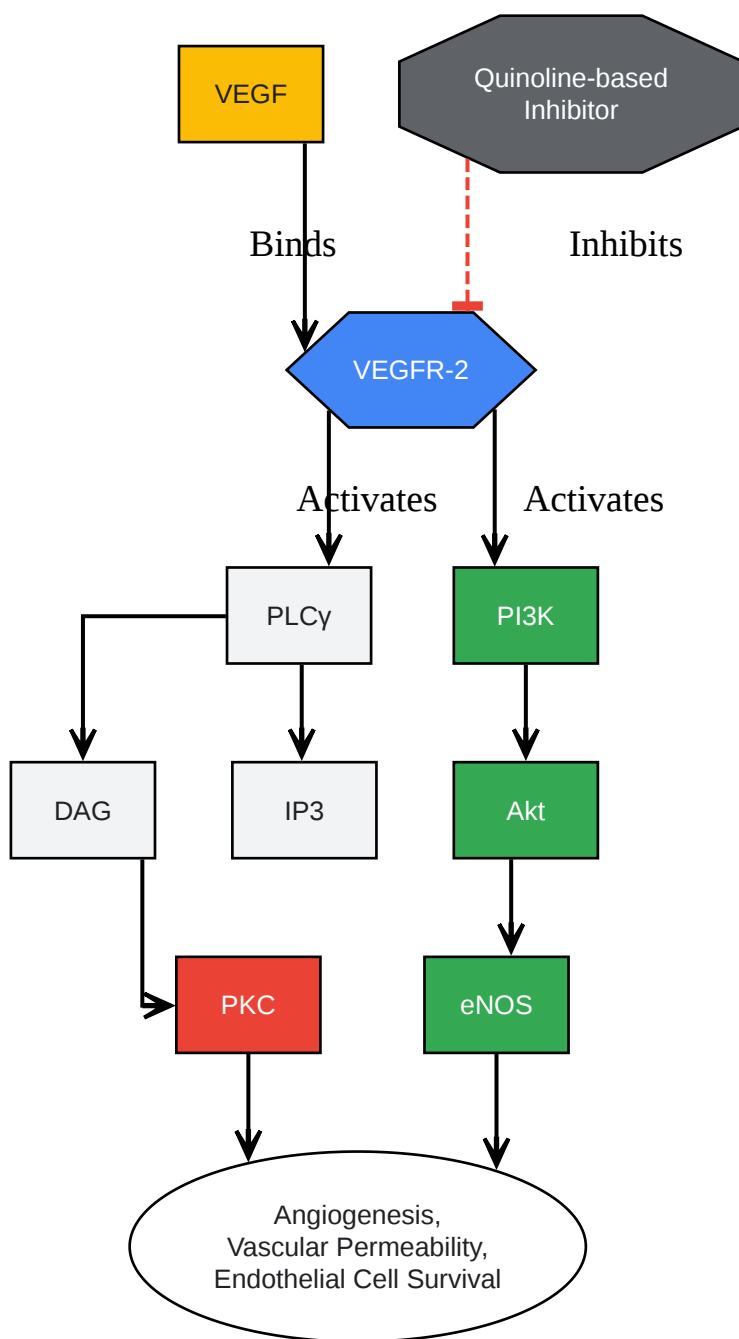 VEGF
Quinoline-based
Inhibitor
Binds
Inhibits
VEGFR-2
Activates
Activates
PLCγ
PI3K
DAG
IP3
Akt
PKC
eNOS
Angiogenesis,
Vascular Permeability,
Endothelial Cell Survival